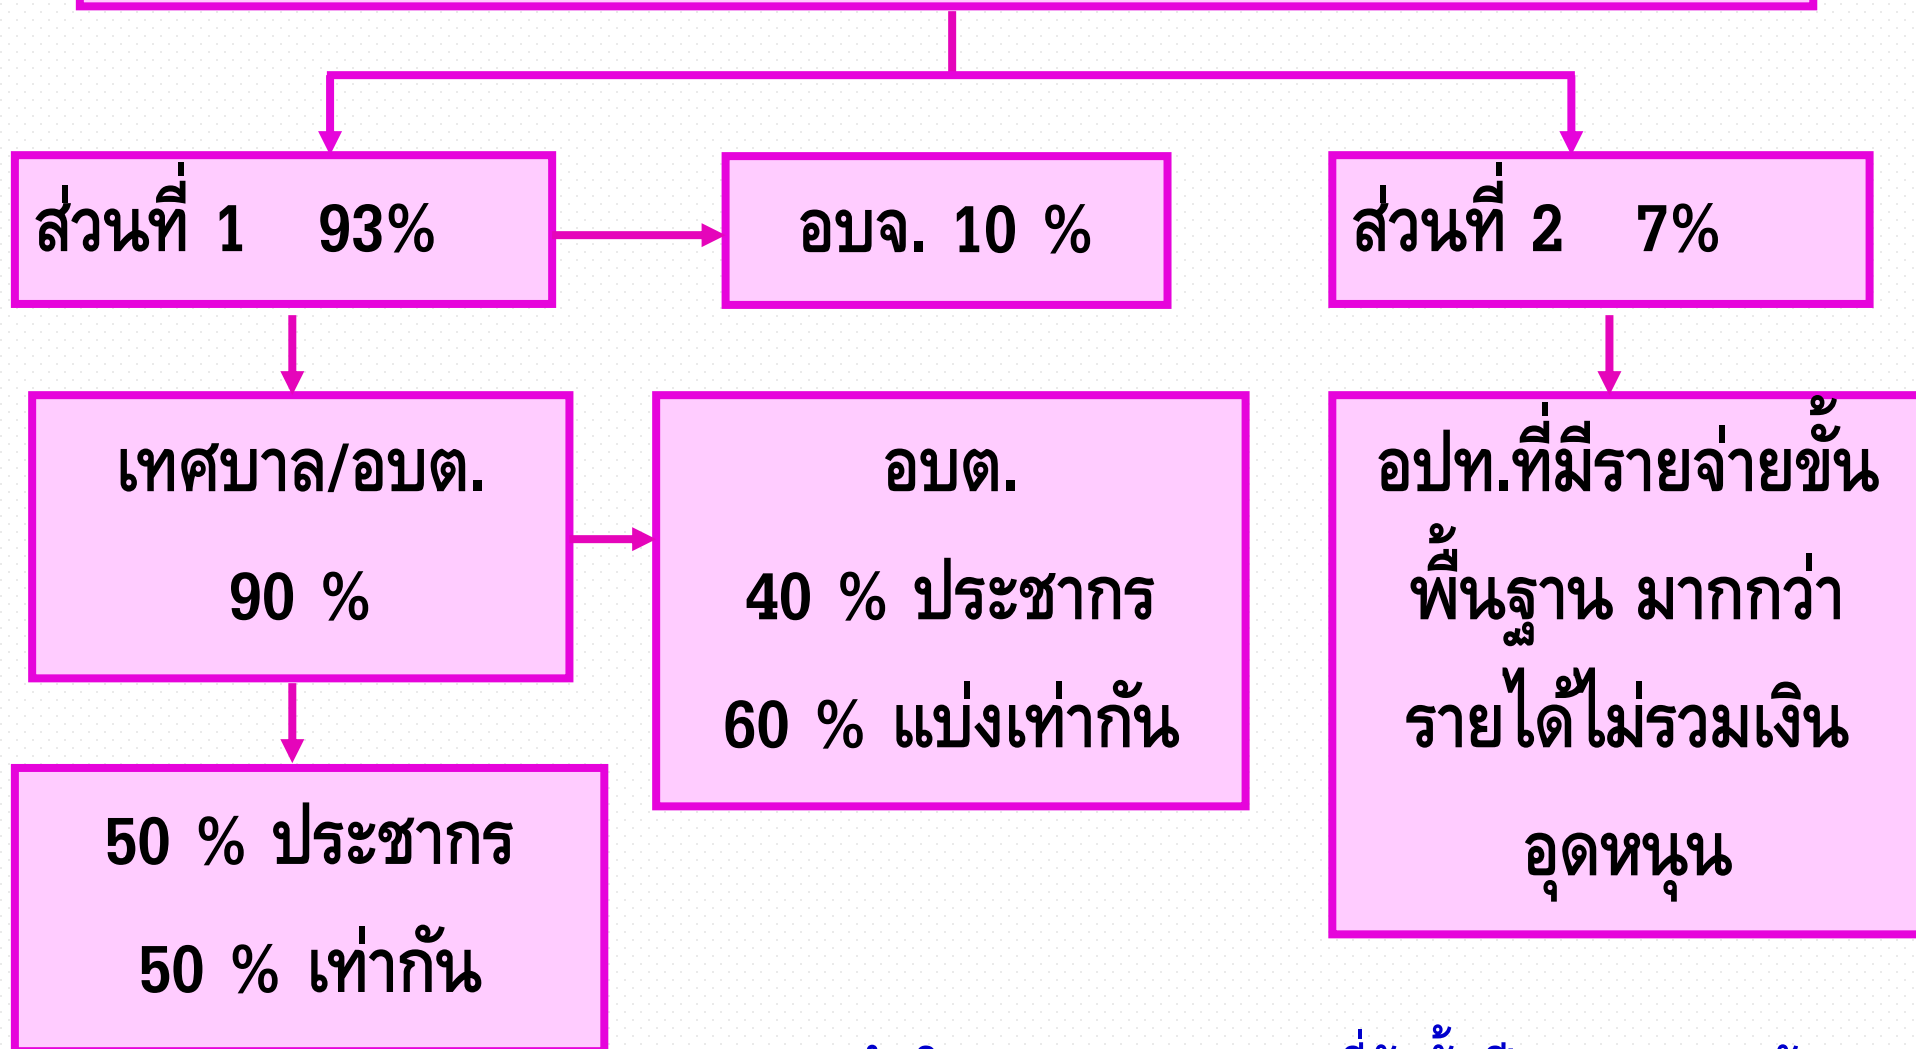 ส่วนที่ 1 93%
อบจ. 10 %
ส่วนที่ 2 7%
เทศบาล/อบต.
90 %
อบต.
40 % ประชากร
60 % แบ่งเท่ากัน
อปท.ที่มีรายจ่ายขั้น
พื้นฐาน มากกว่า
รายได้ไม่รวมเงิน
อุดหนุน
50 % ประชากร
50 % เท่ากัน